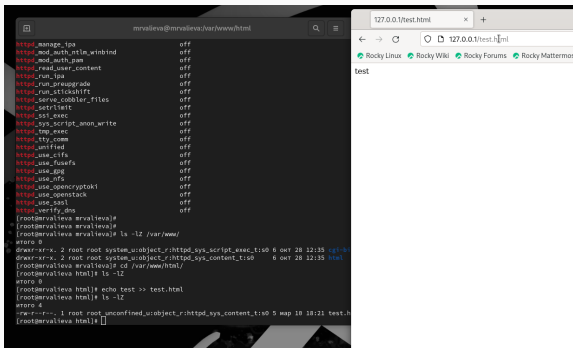 mrvalieva@mrvalieva:/var/www/html
httpd_manage_ipa off
httpd_mod_auth_ntlm_winbind off
httpd_mod_auth_pam off
httpd_read_user_content off
httpd_run_ipa off
httpd_run_preupgrade off
httpd_run_stickshift off
httpd_serve_cobbler_files off
httpd_setrlimit off
httpd_ssi_exec off
httpd_sys_script_anon_write off
httpd_tmp_exec off
httpd_tty_comm off
httpd_unified off
httpd_use_cifs off
httpd_use_fusefs off
httpd_use_gpg off
httpd_use_nfs off
httpd_use_opencryptoki off
httpd_use_openstack off
httpd_use_sasl off
httpd_verify_dns off
[root@mrvalieva mrvalieva]#
[root@mrvalieva mrvalieva]#
[root@mrvalieva mrvalieva]# ls -lZ /var/www/
итого 0
drwxr-xr-x. 2 root root system_u:object_r:httpd_sys_script_exec_t:s0 6 окт 28 12:35 cgi-bi
drwxr-xr-x. 2 root root system_u:object_r:httpd_sys_content_t:s0 6 окт 28 12:35 html
[root@mrvalieva mrvalieva]# cd /var/www/html/
[root@mrvalieva html]# ls -lZ
итого 0
[root@mrvalieva html]# echo test >> test.html
[root@mrvalieva html]# ls -lZ
итого 4
-rw-r--r--. 1 root root unconfined_u:object_r:httpd_sys_content_t:s0 5 мар 10 18:21 test.h
[root@mrvalieva html]#
127.0.0.1/test.html
127.0.0.1/test.html
Rocky Linux Rocky Wiki Rocky Forums Rocky Mattermos
test